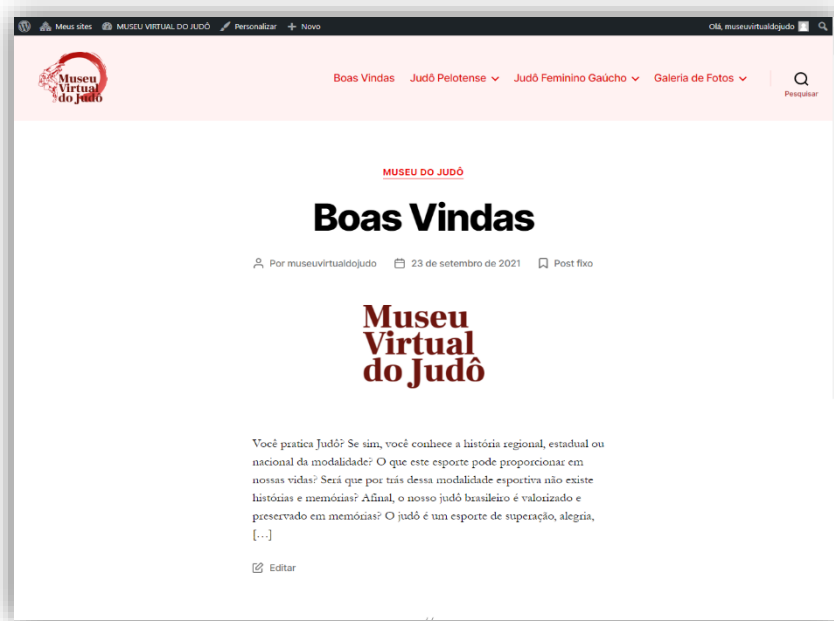 Meus sites MUSEU VIRTUAL DO JUDÔ Personalizar Novo Olá, museuvirtualdojudo
Museu
Virtual
do Judô
Boas Vindas Judô Pelotense Judô Feminino Gaúcho Galeria de Fotos
Pesquisar
MUSEU DO JUDÔ
Boas Vindas
Por museuvirtualdojudo 23 de setembro de 2021 Post fixo
Museu
Virtual
do Judô
Você pratica Judô? Se sim, você conhece a história regional, estadual ou
nacional da modalidade? O que este esporte pode proporcionar em
nossas vidas? Será que por trás dessa modalidade esportiva não existe
histórias e memórias? Afinal, o nosso judô brasileiro é valorizado e
preservado em memórias? O judô é um esporte de superação, alegria,
[…]
Editar